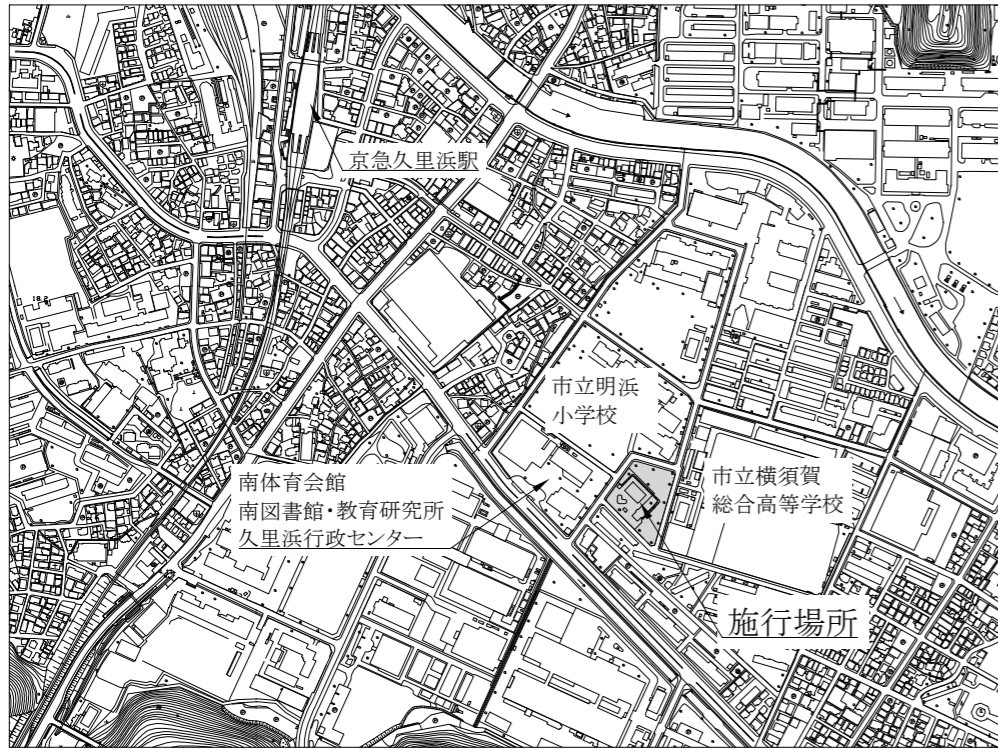 京急久里浜駅
市立明浜
小学校
南体育会館
南図書館・教育研究所
久里浜行政センター
市立横須賀
総合高等学校
施行場所